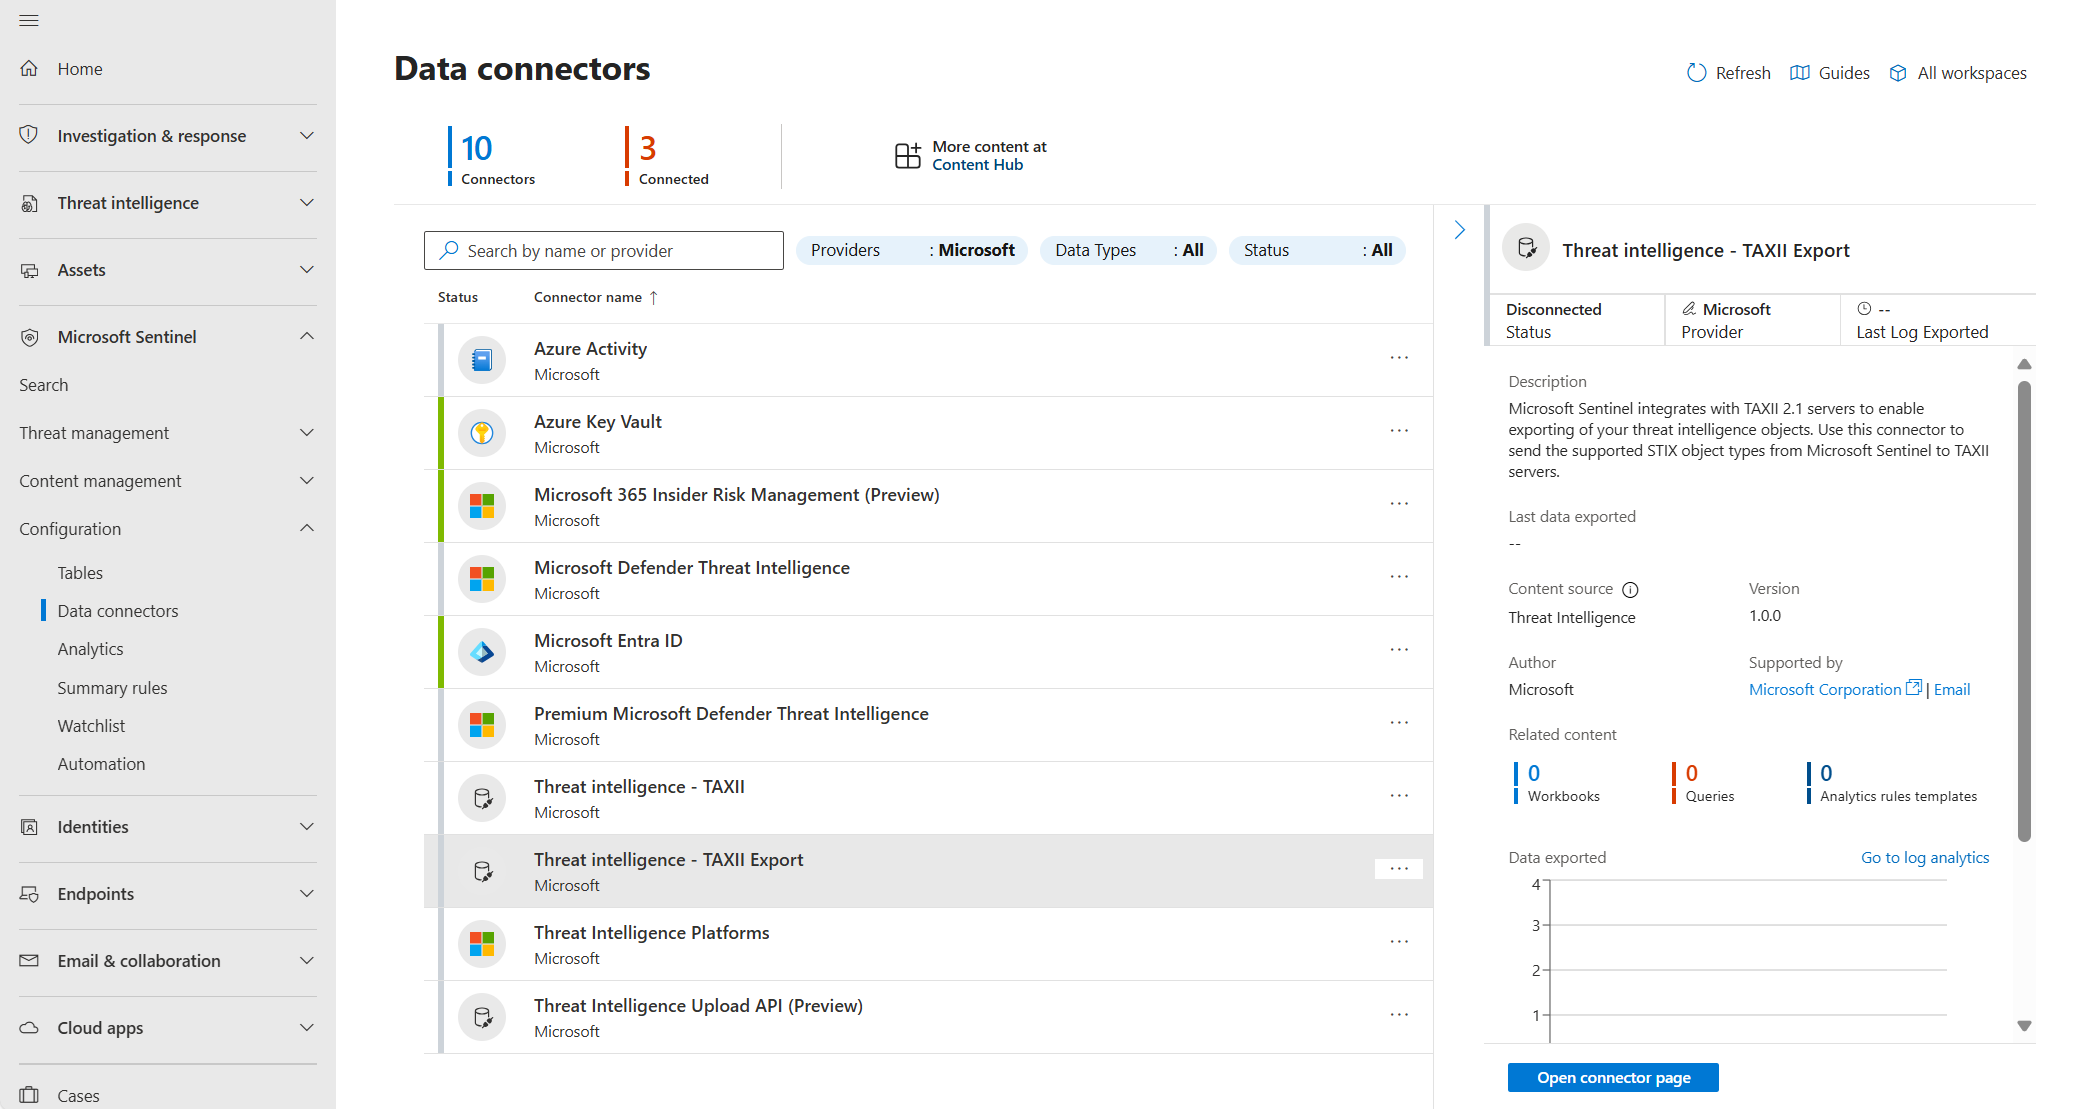 Home
Investigation & response
Threat intelligence
Assets
Microsoft Sentinel
Search
Threat management
Content management
Configuration
Tables
Data connectors
Analytics
Summary rules
Watchlist
Automation
Identities
Endpoints
Email & collaboration
Cloud apps
Cases
Data connectors
Refresh Guides All workspaces
10
Connectors
3
Connected
More content at
Content Hub
Search by name or provider
Providers : Microsoft
Data Types : All
Status : All
Status Connector name ↑
Azure Activity
Microsoft
...
Azure Key Vault
Microsoft
...
Microsoft 365 Insider Risk Management (Preview)
Microsoft
...
Microsoft Defender Threat Intelligence
Microsoft
...
Microsoft Entra ID
Microsoft
...
Premium Microsoft Defender Threat Intelligence
Microsoft
...
Threat intelligence - TAXII
Microsoft
...
Threat intelligence - TAXII Export
Microsoft
...
Threat Intelligence Platforms
Microsoft
...
Threat Intelligence Upload API (Preview)
Microsoft
...
Threat intelligence - TAXII Export
Disconnected
Status
Microsoft
Provider
--
Last Log Exported
Description
Microsoft Sentinel integrates with TAXII 2.1 servers to enable
exporting of your threat intelligence objects. Use this connector to
send the supported STIX object types from Microsoft Sentinel to TAXII
servers.
Last data exported
--
Content source
Threat Intelligence
Version
1.0.0
Author
Microsoft
Supported by
Microsoft Corporation | Email
Related content
0
Workbooks
0
Queries
0
Analytics rules templates
Data exported
Go to log analytics
4
3
2
1
Open connector page